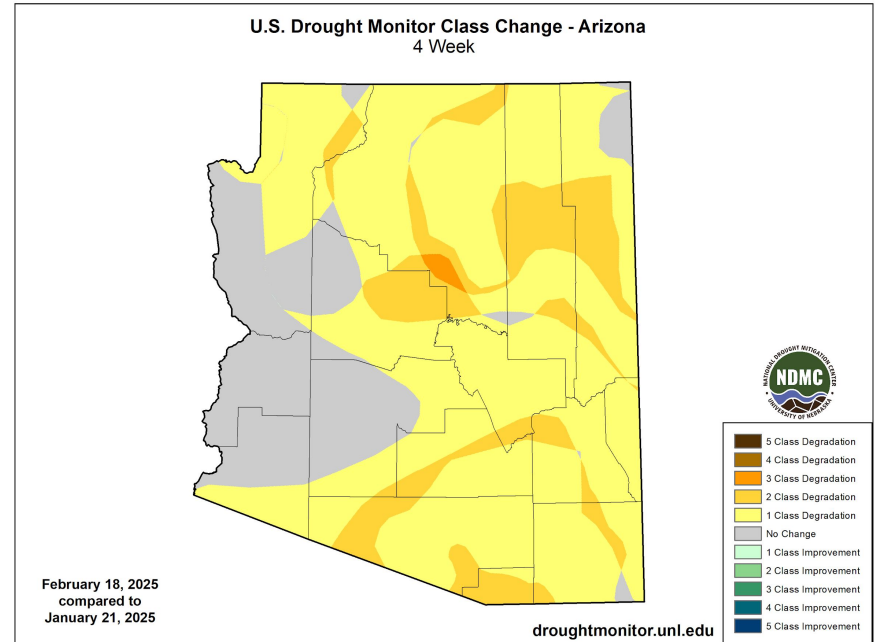 U.S. Drought Monitor Class Change - Arizona
4 Week
NATIONAL DROUGHT MITIGATION CENTER
NDMC
UNIVERSITY OF NEBRASKA
5 Class Degradation
4 Class Degradation
3 Class Degradation
2 Class Degradation
1 Class Degradation
No Change
1 Class Improvement
2 Class Improvement
3 Class Improvement
4 Class Improvement
5 Class Improvement
February 18, 2025
compared to
January 21, 2025
droughtmonitor.unl.edu